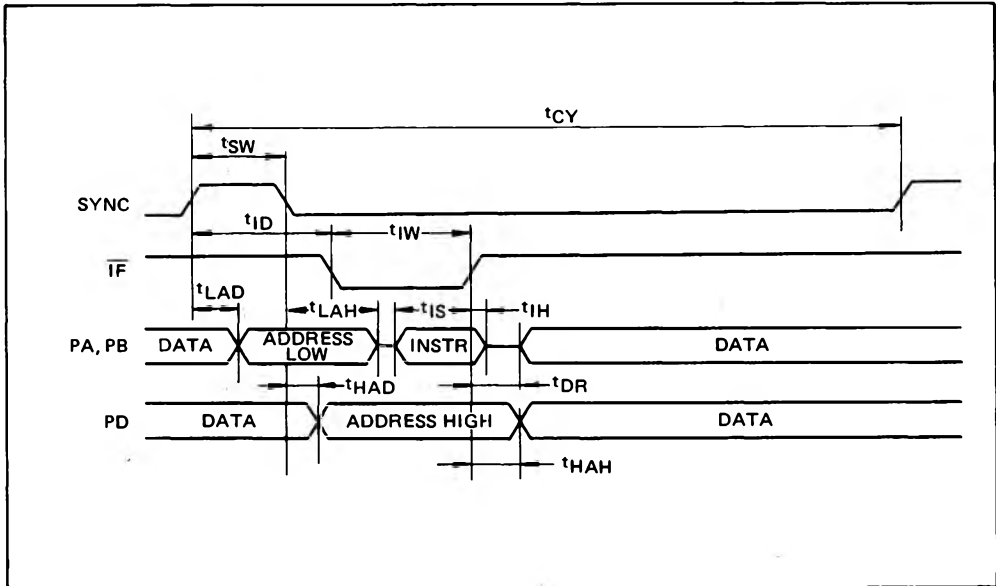 tCY
tSW
SYNC
tID
tIW
IF
tLAD
tLAH
tIS
tIH
PA, PB
DATA
ADDRESS
LOW
INSTR
DATA
tHAD
tDR
PD
DATA
ADDRESS HIGH
DATA
tHAH